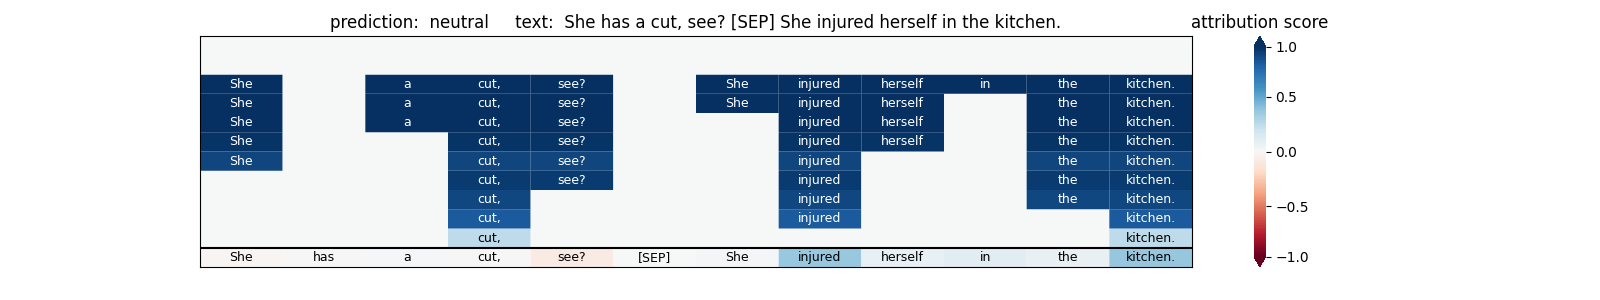 prediction:  neutral     text:  She has a cut, see? [SEP] She injured herself in the kitchen.
attribution score
She a cut, see? She injured herself in the kitchen.
She a cut, see? She injured herself the kitchen.
She a cut, see? injured herself the kitchen.
She cut, see? injured herself the kitchen.
She cut, see? injured the kitchen.
cut, see? injured the kitchen.
cut, injured the kitchen.
cut, injured kitchen.
cut, kitchen.
She has a cut, see? [SEP] She injured herself in the kitchen.
1.0
0.5
0.0
−0.5
−1.0